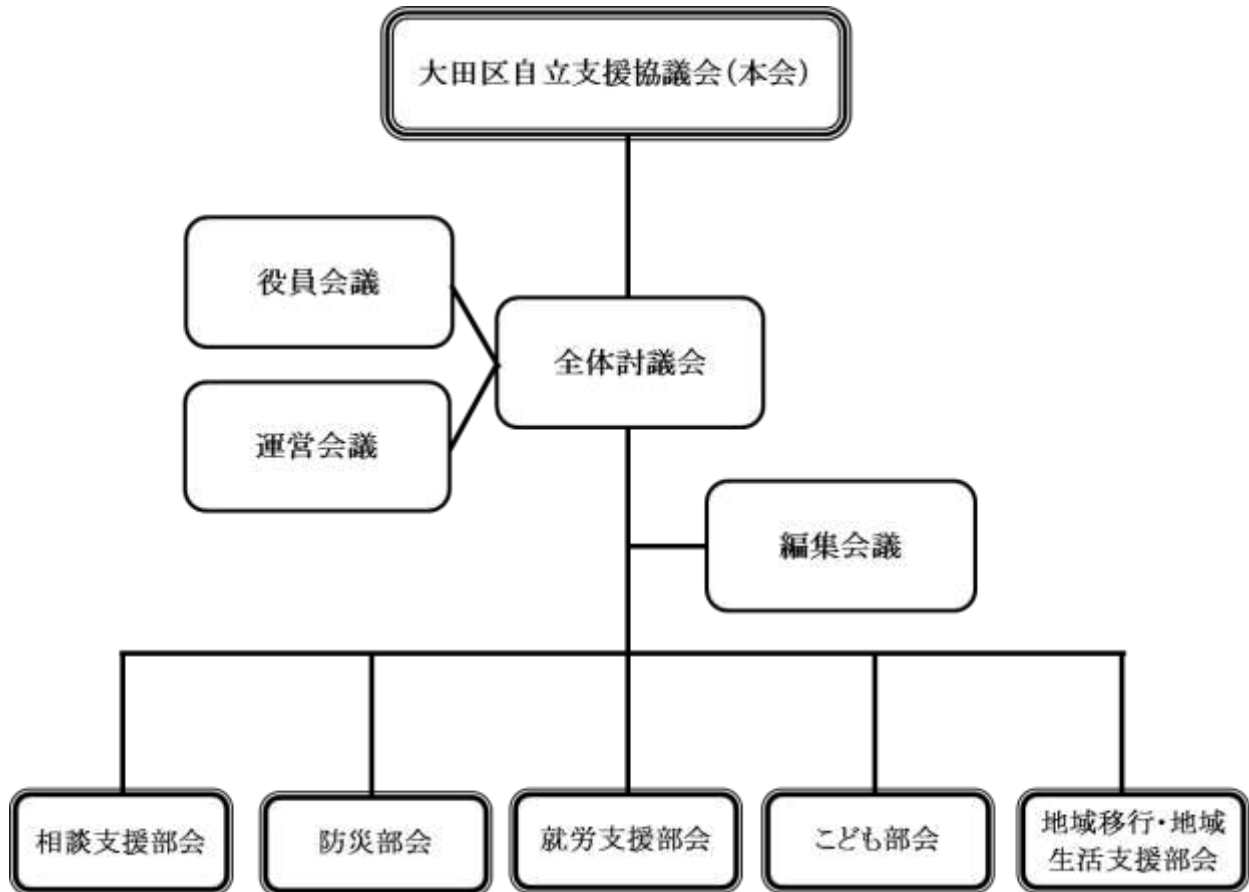 大田区自立支援協議会(本会)
役員会議
全体討議会
運営会議
編集会議
相談支援部会
防災部会
就労支援部会
こども部会
地域移行・地域
生活支援部会